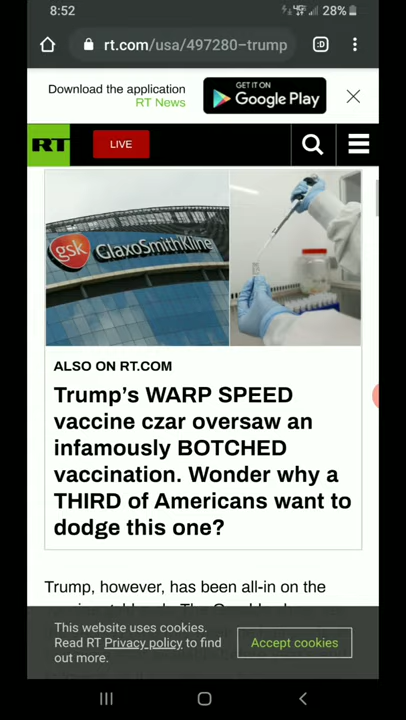 8:52
28%
rt.com/usa/497280-trump
:D
Download the application
RT News
GET IT ON
Google Play
RT
LIVE
gsk GlaxoSmithKline
ALSO ON RT.COM
Trump's WARP SPEED
vaccine czar oversaw an
infamously BOTCHED
vaccination. Wonder why a
THIRD of Americans want to
dodge this one?
Trump, however, has been all-in on the
This website uses cookies.
Read RT Privacy policy to find
out more.
Accept cookies